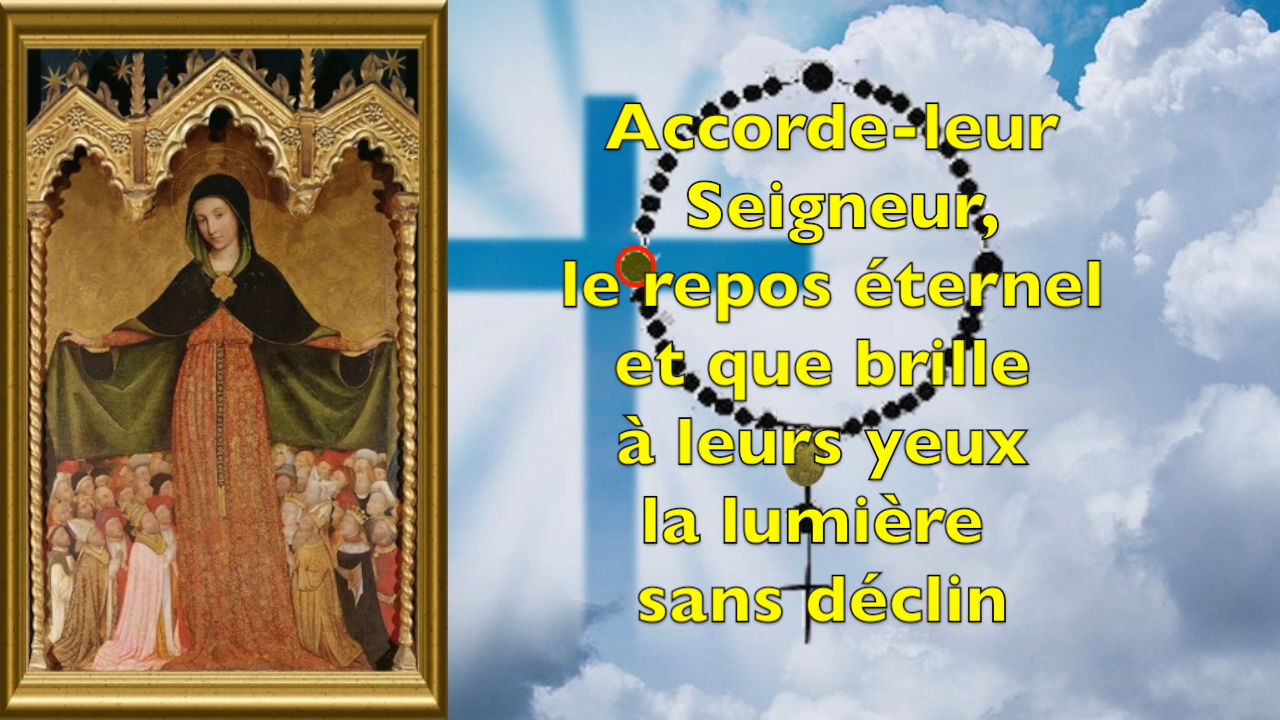 Accorde-leur
Seigneur,
le repos éternel
et que brille
à leurs yeux
la lumière
sans déclin